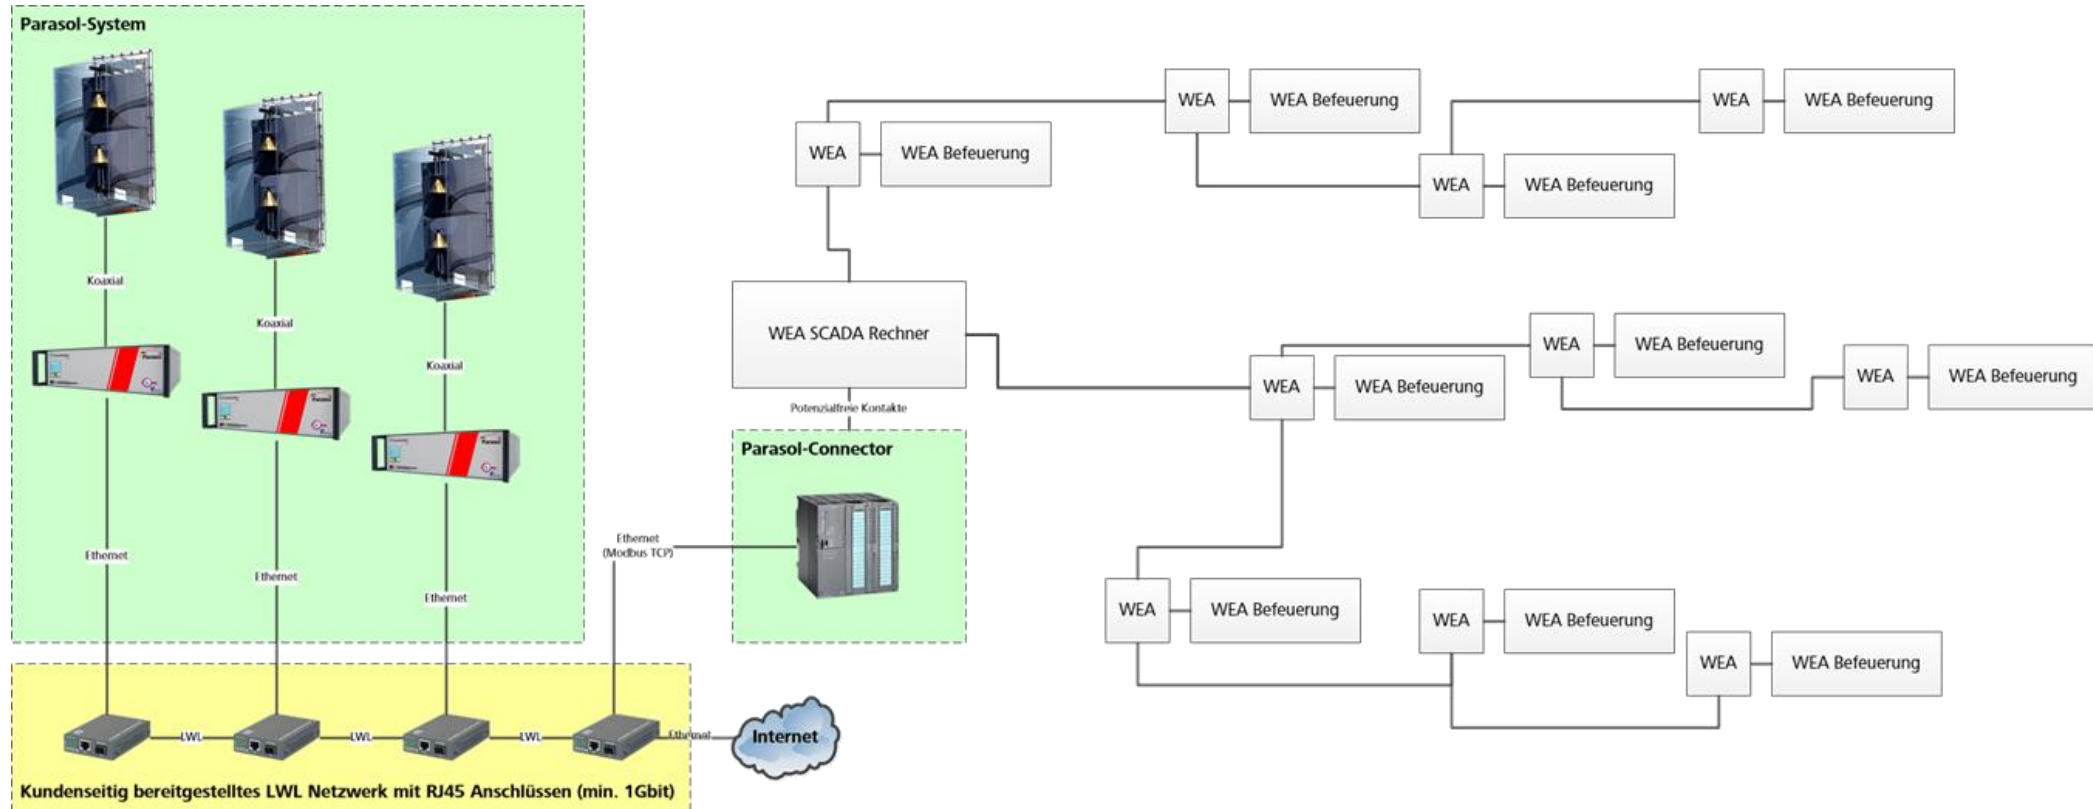 Parasol-System
Koaxial
Koaxial
Koaxial
Parasol
Parasol
Parasol
Ethernet
Ethernet
Ethernet
LWL
LWL
LWL
Ethernet
Internet
Kundenseitig bereitgestelltes LWL Netzwerk mit RJ45 Anschlüssen (min. 1Gbit)
Ethernet
(Modbus TCP)
Parasol-Connector
Potenzialfreie Kontakte
WEA SCADA Rechner
WEA
WEA Befeuerung
WEA
WEA Befeuerung
WEA
WEA Befeuerung
WEA
WEA Befeuerung
WEA
WEA Befeuerung
WEA
WEA Befeuerung
WEA
WEA Befeuerung
WEA
WEA Befeuerung
WEA
WEA Befeuerung
WEA
WEA Befeuerung